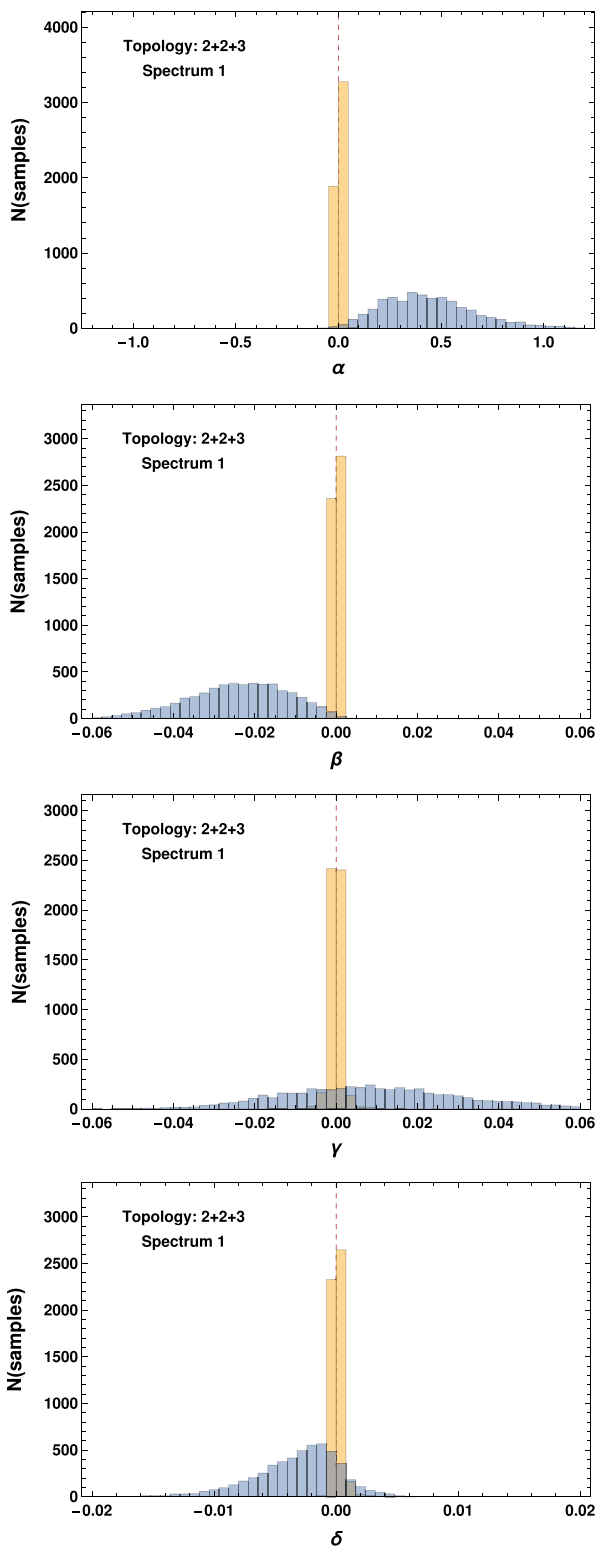 Topology: 2+2+3
Spectrum 1
N(samples)
4000
3000
2000
1000
0
−1.0 −0.5 0.0 0.5 1.0
α
Topology: 2+2+3
Spectrum 1
N(samples)
3000
2500
2000
1500
1000
500
0
−0.06 −0.04 −0.02 0.00 0.02 0.04 0.06
β
Topology: 2+2+3
Spectrum 1
N(samples)
3000
2500
2000
1500
1000
500
0
−0.06 −0.04 −0.02 0.00 0.02 0.04 0.06
γ
Topology: 2+2+3
Spectrum 1
N(samples)
3000
2500
2000
1500
1000
500
0
−0.02 −0.01 0.00 0.01 0.02
δ